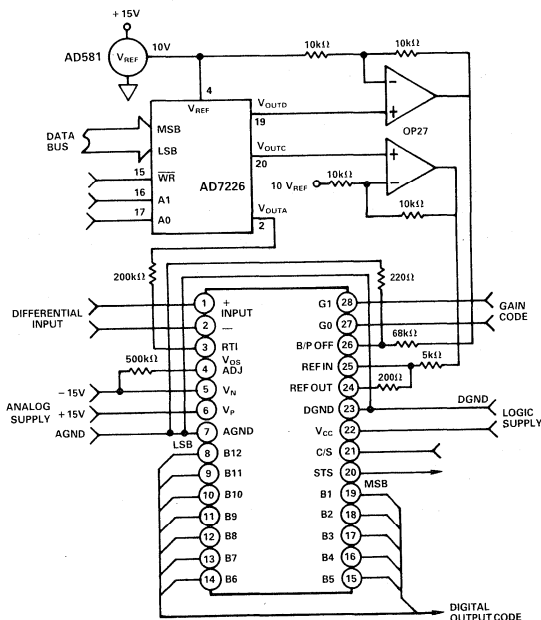 +15V
10V
AD581
VREF
10kΩ
10kΩ
4
VREF
VOUTD
19
OP27
DATA BUS
MSB
LSB
VOUTC
20
15
WR
AD7226
16
A1
17
A0
VOUTA
2
10 VREF
10kΩ
10kΩ
200kΩ
220Ω
DIFFERENTIAL INPUT
1
+
INPUT
2
−
3
RTI
500kΩ
4
VOS
ADJ
−15V
5
VN
ANALOG SUPPLY
+15V
6
VP
AGND
7
AGND
LSB
8
B12
9
B11
10
B10
11
B9
12
B8
13
B7
14
B6
G1
28
GAIN CODE
G0
27
B/P OFF
26
68kΩ
REF IN
25
5kΩ
REF OUT
24
200Ω
DGND
23
DGND
LOGIC SUPPLY
VCC
22
C/S
21
STS
20
MSB
B1
19
B2
18
B3
17
B4
16
B5
15
DIGITAL
OUTPUT CODE